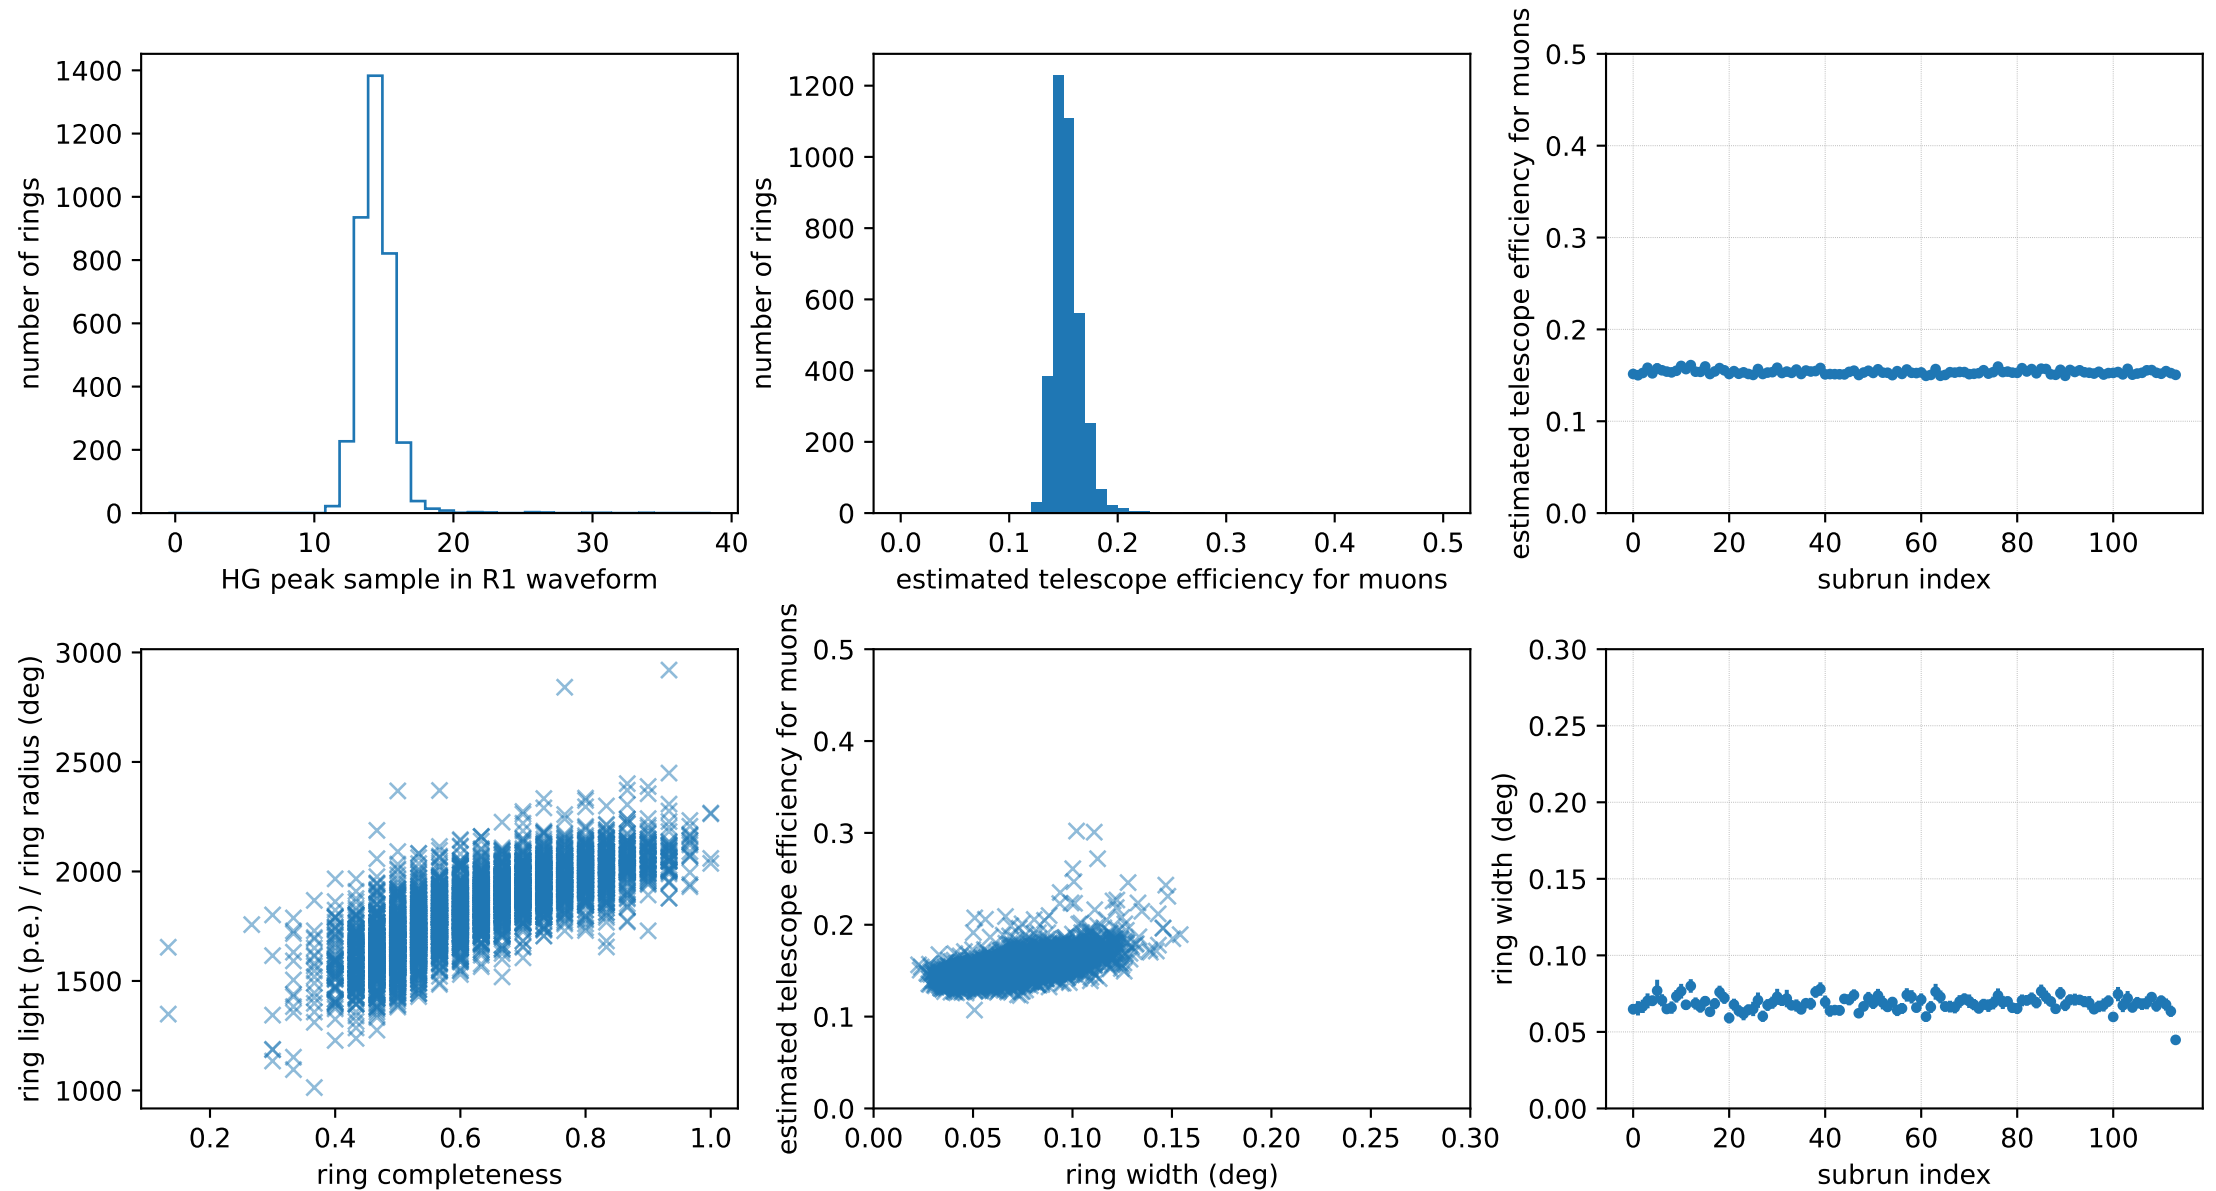 number of rings
1400
1200
1000
800
600
400
200
0
0 10 20 30 40
HG peak sample in R1 waveform
number of rings
1200
1000
800
600
400
200
0
0.0 0.1 0.2 0.3 0.4 0.5
estimated telescope efficiency for muons
estimated telescope efficiency for muons
0.5
0.4
0.3
0.2
0.1
0.0
0 20 40 60 80 100
subrun index
ring light (p.e.) / ring radius (deg)
3000
2500
2000
1500
1000
0.2 0.4 0.6 0.8 1.0
ring completeness
estimated telescope efficiency for muons
0.5
0.4
0.3
0.2
0.1
0.0
0.00 0.05 0.10 0.15 0.20 0.25 0.30
ring width (deg)
ring width (deg)
0.30
0.25
0.20
0.15
0.10
0.05
0.00
0 20 40 60 80 100
subrun index